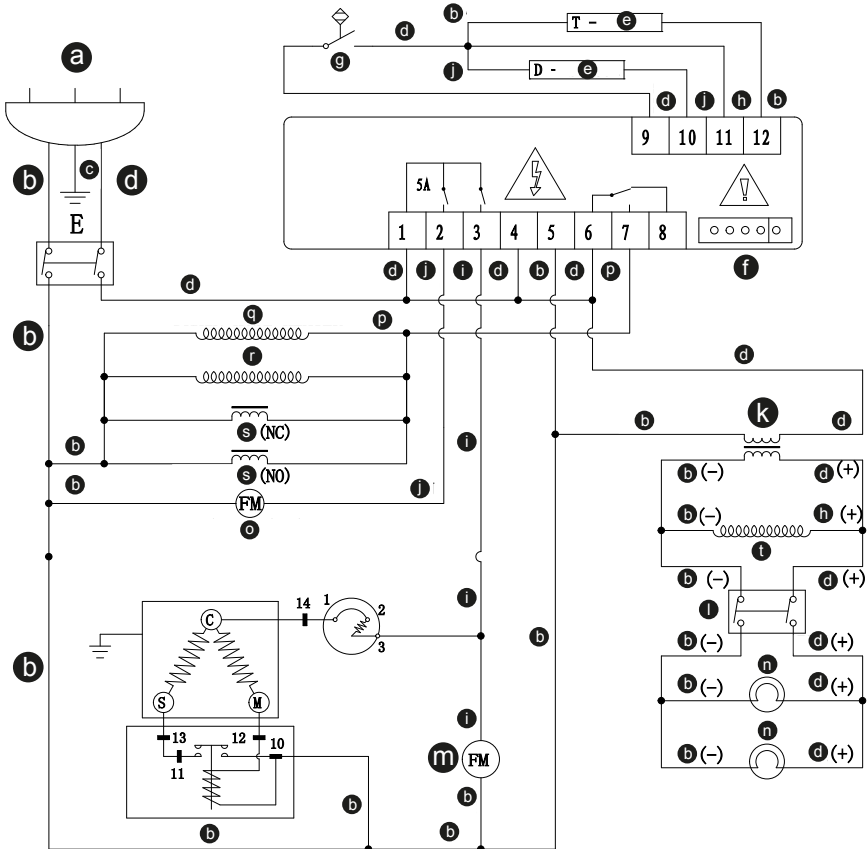 b T - e
d
g
a
j D - e
d j h b
9 10 11 12
b c d
5A
E
1 2 3 4 5 6 7 8
d j i d b d p f
d
q p
b
r d
k
s (NC) b d
i
b s (NO) b (-) d (+)
b j
FM b (-) h (+)
o
t
b (-) d (+)
14 1 2 i l
C
3 b b (-) d (+)
b
n
b (-) d (+)
S M i
13 12 10 n
m FM b (-) d (+)
11
b b
b b